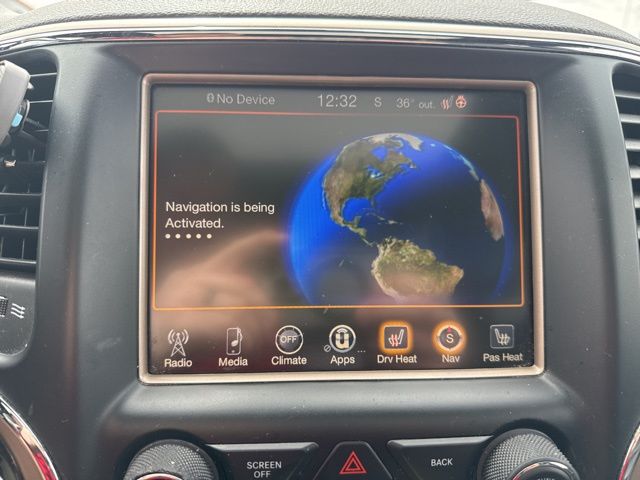 No Device 12:32 S 36° out.
Navigation is being
Activated.
OFF S
Radio Media Climate Apps Drv Heat Nav Pas Heat
SCREEN
OFF
BACK